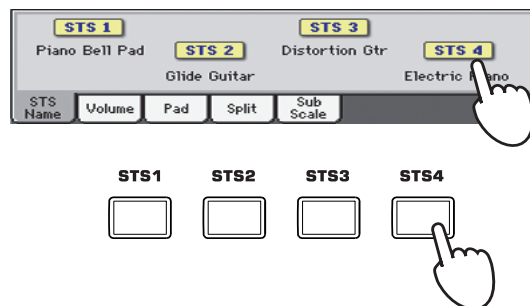 STS 1
STS 3
Piano Bell Pad
STS 2
Distortion Gtr
STS 4
Glide Guitar
Electric
STS Name
Volume
Pad
Split
Sub Scale
STS1
STS2
STS3
STS4